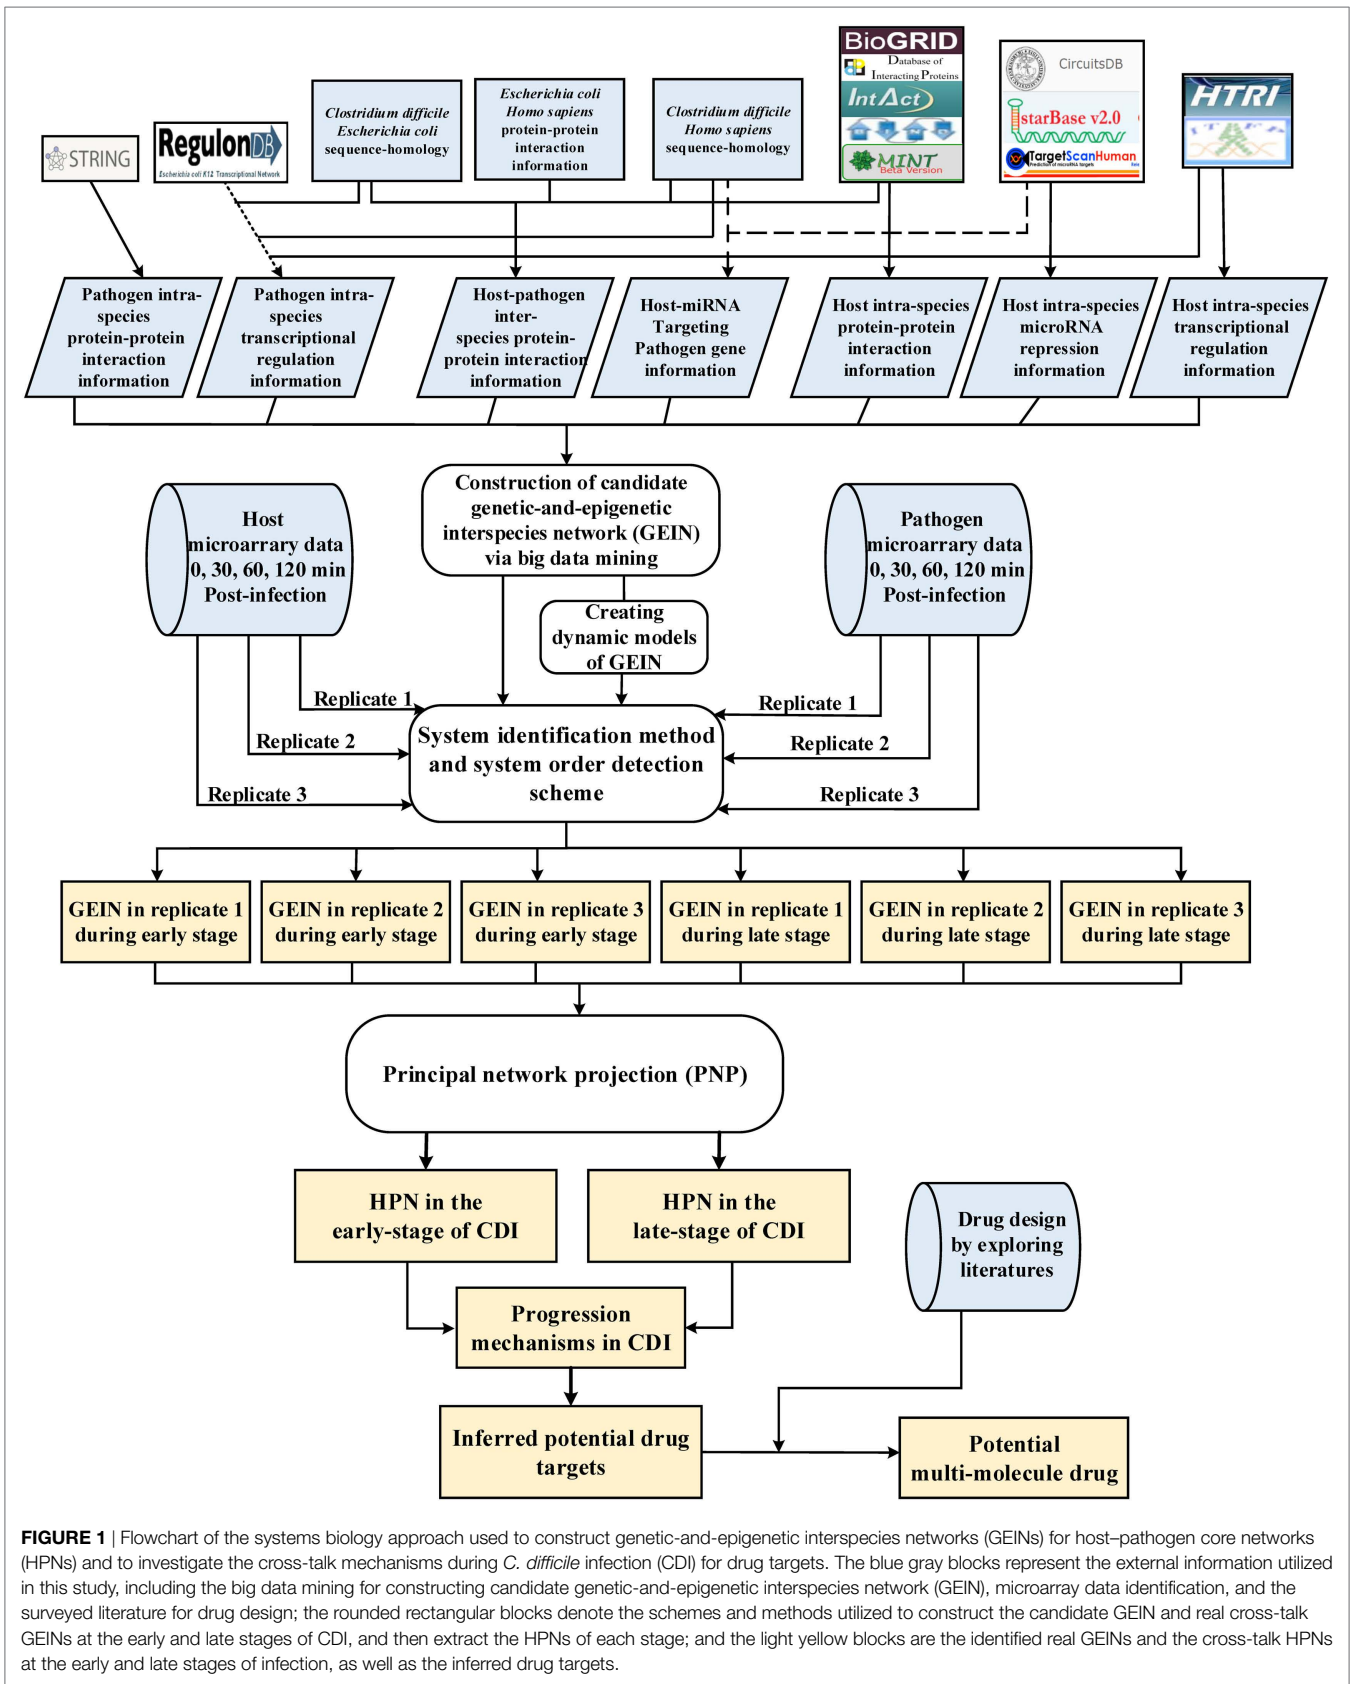 BioGRID
Database of
Interacting Proteins
IntAct
BIND
MINT
Beta Version
CircuitsDB
starBase v2.0
TargetScanHuman
Prediction of microRNA targets
HTRI
ITFP
STRING
RegulonDB
Escherichia coli K12 Transcriptional Network
Clostridium difficile
Escherichia coli
sequence-homology
Escherichia coli
Homo sapiens
protein-protein
interaction
information
Clostridium difficile
Homo sapiens
sequence-homology
Pathogen intra-
species
protein-protein
interaction
information
Pathogen intra-
species
transcriptional
regulation
information
Host-pathogen
inter-
species protein-
protein interaction
information
Host-miRNA
Targeting
Pathogen gene
information
Host intra-species
protein-protein
interaction
information
Host intra-species
microRNA
repression
information
Host intra-species
transcriptional
regulation
information
Construction of candidate
genetic-and-epigenetic
interspecies network (GEIN)
via big data mining
Host
microarrary data
0, 30, 60, 120 min
Post-infection
Pathogen
microarrary data
0, 30, 60, 120 min
Post-infection
Creating
dynamic models
of GEIN
Replicate 1
Replicate 2
Replicate 3
Replicate 1
Replicate 2
Replicate 3
System identification method
and system order detection
scheme
GEIN in replicate 1
during early stage
GEIN in replicate 2
during early stage
GEIN in replicate 3
during early stage
GEIN in replicate 1
during late stage
GEIN in replicate 2
during late stage
GEIN in replicate 3
during late stage
Principal network projection (PNP)
HPN in the
early-stage of CDI
HPN in the
late-stage of CDI
Drug design
by exploring
literatures
Progression
mechanisms in CDI
Inferred potential drug
targets
Potential
multi-molecule drug
FIGURE 1 | Flowchart of the systems biology approach used to construct genetic-and-epigenetic interspecies networks (GEINs) for host–pathogen core networks
(HPNs) and to investigate the cross-talk mechanisms during C. difficile infection (CDI) for drug targets. The blue gray blocks represent the external information utilized
in this study, including the big data mining for constructing candidate genetic-and-epigenetic interspecies network (GEIN), microarray data identification, and the
surveyed literature for drug design; the rounded rectangular blocks denote the schemes and methods utilized to construct the candidate GEIN and real cross-talk
GEINs at the early and late stages of CDI, and then extract the HPNs of each stage; and the light yellow blocks are the identified real GEINs and the cross-talk HPNs
at the early and late stages of infection, as well as the inferred drug targets.